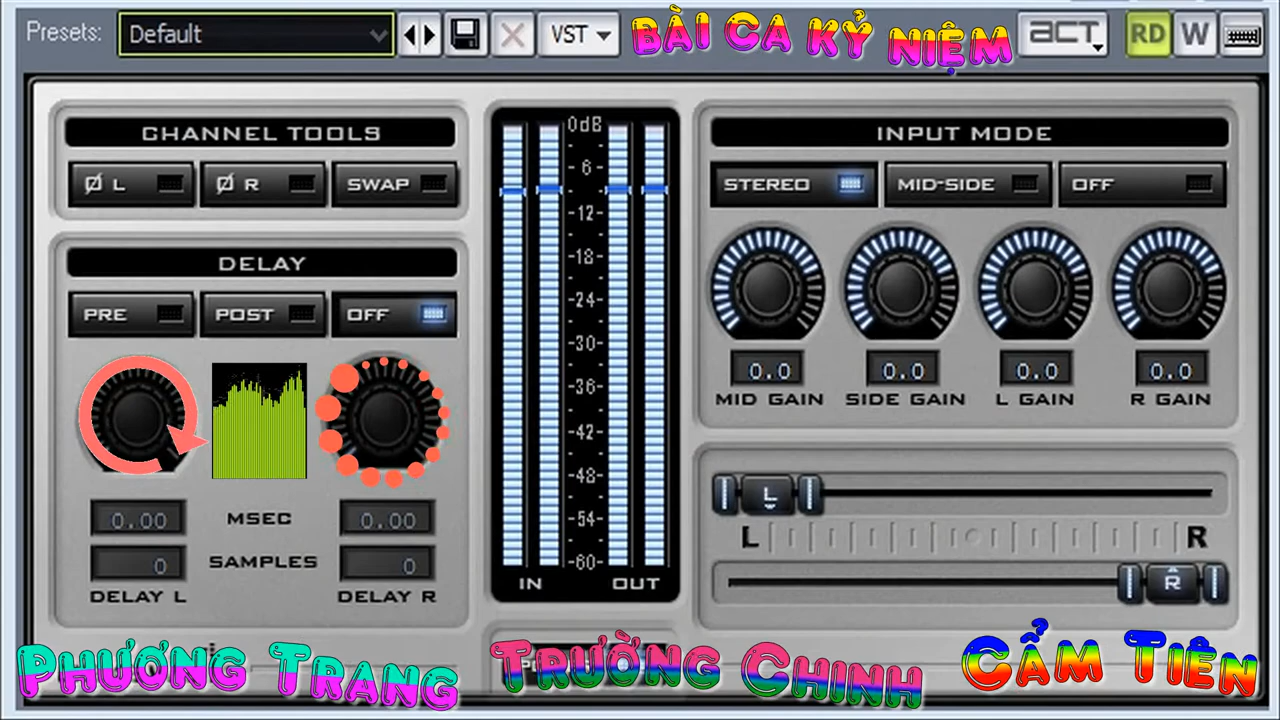 Presets: Default VST BÀI CA KỶ NIỆM ACT RD W
CHANNEL TOOLS
Ø L Ø R SWAP
DELAY
PRE POST OFF
0.00 MSEC 0.00
0 SAMPLES 0
DELAY L DELAY R
0dB
6
-12-
-18-
-24-
-30-
-36-
-42-
-48-
-54-
-60-
IN OUT
INPUT MODE
STEREO MID-SIDE OFF
0.0 0.0 0.0 0.0
MID GAIN SIDE GAIN L GAIN R GAIN
L
L R
R
PHƯƠNG TRANG TRƯỜNG CHINH CẨM TIÊN